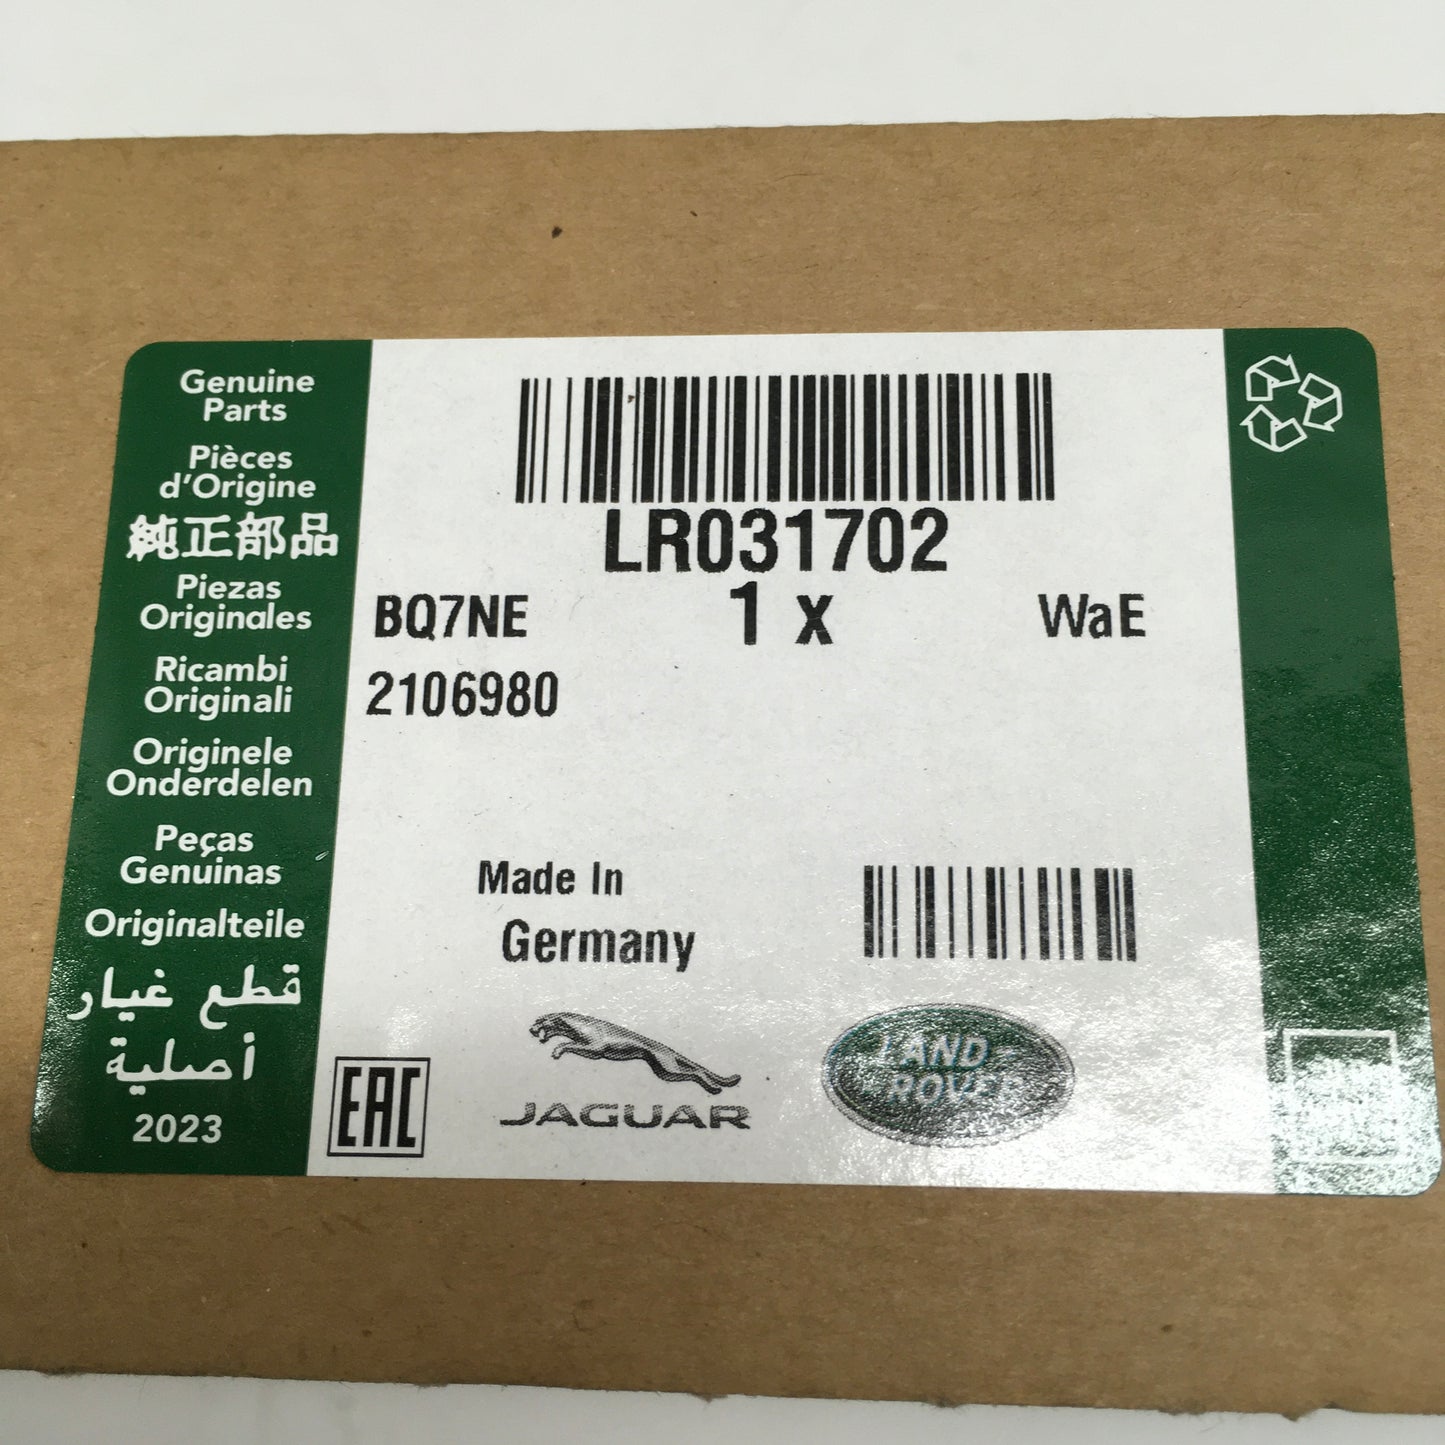 Genuine
Parts
Pièces
d'Origine
純正部品
Piezas
Originales
Ricambi
Originali
Originele
Onderdelen
Peças
Genuinas
Originalteile
قطع غيار
أصلية
2023
LR031702
BQ7NE 1 x WaE
2106980
Made In
Germany
EAC
JAGUAR
LAND
ROVER